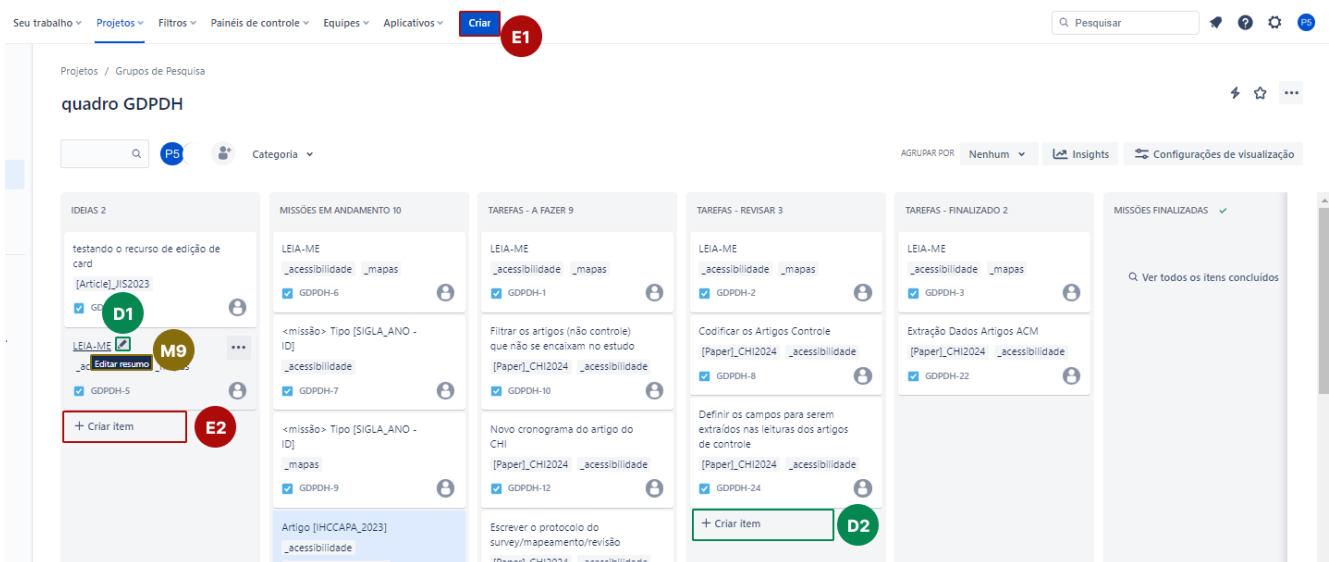 Seu trabalho Projetos Filtros Painéis de controle Equipes Aplicativos Criar E1 Pesquisar P5
Projetos / Grupos de Pesquisa
quadro GDPDH
P5 Categoria AGRUPAR POR Nenhum Insights Configurações de visualização
IDEIAS 2
testando o recurso de edição de
card
[Article]_JIS2023
D1
LEIA-ME M9
Editar resumo
GDPDH-5
+ Criar item E2
MISSÕES EM ANDAMENTO 10
LEIA-ME
_acessibilidade _mapas
GDPDH-6
<missão> Tipo [SIGLA_ANO -
ID]
_acessibilidade
GDPDH-7
<missão> Tipo [SIGLA_ANO -
ID]
_mapas
GDPDH-9
Artigo [IHCCAPA_2023]
_acessibilidade
TAREFAS - A FAZER 9
LEIA-ME
_acessibilidade _mapas
GDPDH-1
Filtrar os artigos (não controle)
que não se encaixam no estudo
[Paper]_CHI2024 _acessibilidade
GDPDH-10
Novo cronograma do artigo do
CHI
[Paper]_CHI2024 _acessibilidade
GDPDH-12
Escrever o protocolo do
survey/mapeamento/revisão
[Paper]_CHI2024 _acessibilidade
TAREFAS - REVISAR 3
LEIA-ME
_acessibilidade _mapas
GDPDH-2
Codificar os Artigos Controle
[Paper]_CHI2024 _acessibilidade
GDPDH-8
Definir os campos para serem
extraídos nas leituras dos artigos
de controle
[Paper]_CHI2024 _acessibilidade
GDPDH-24
+ Criar item D2
TAREFAS - FINALIZADO 2
LEIA-ME
_acessibilidade _mapas
GDPDH-3
Extração Dados Artigos ACM
[Paper]_CHI2024 _acessibilidade
GDPDH-22
MISSÕES FINALIZADAS
Ver todos os itens concluídos